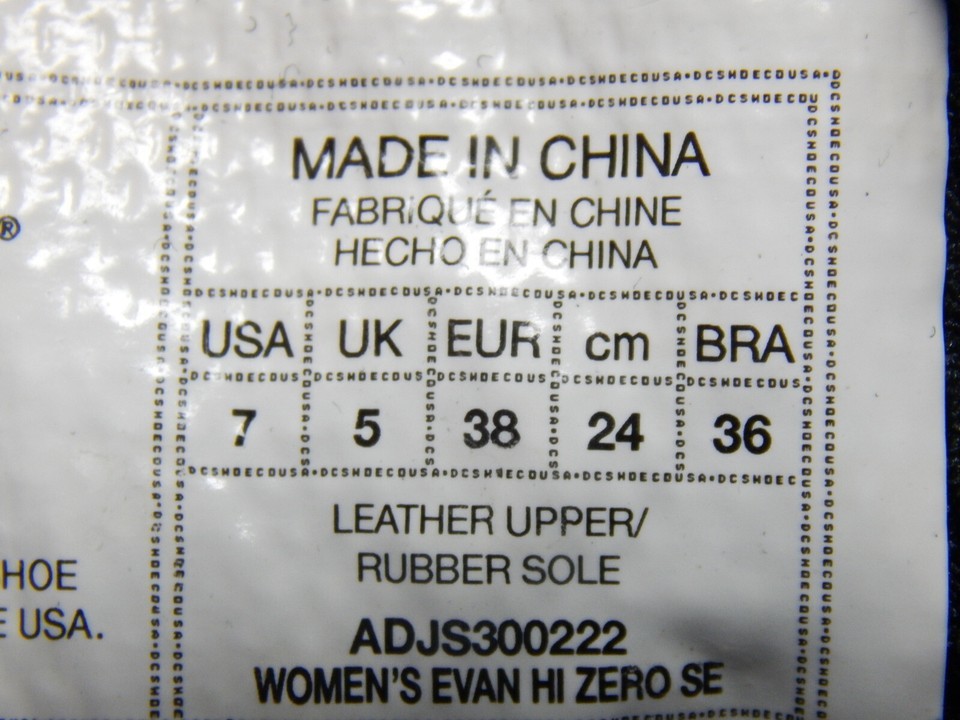 MADE IN CHINA
FABRIQUÉ EN CHINE
HECHO EN CHINA
USA UK EUR cm BRA
7 5 38 24 36
LEATHER UPPER/
RUBBER SOLE
ADJS300222
WOMEN'S EVAN HI ZERO SE
®
HOE
E USA.